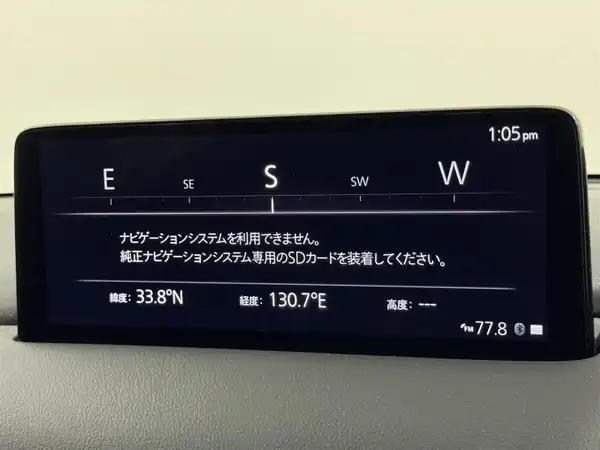 1:05 pm
E SE S SW W
ナビゲーションシステムを利用できません。
純正ナビゲーションシステム専用のSDカードを装着してください。
緯度: 33.8°N 経度: 130.7°E 高度: ---
FM 77.8